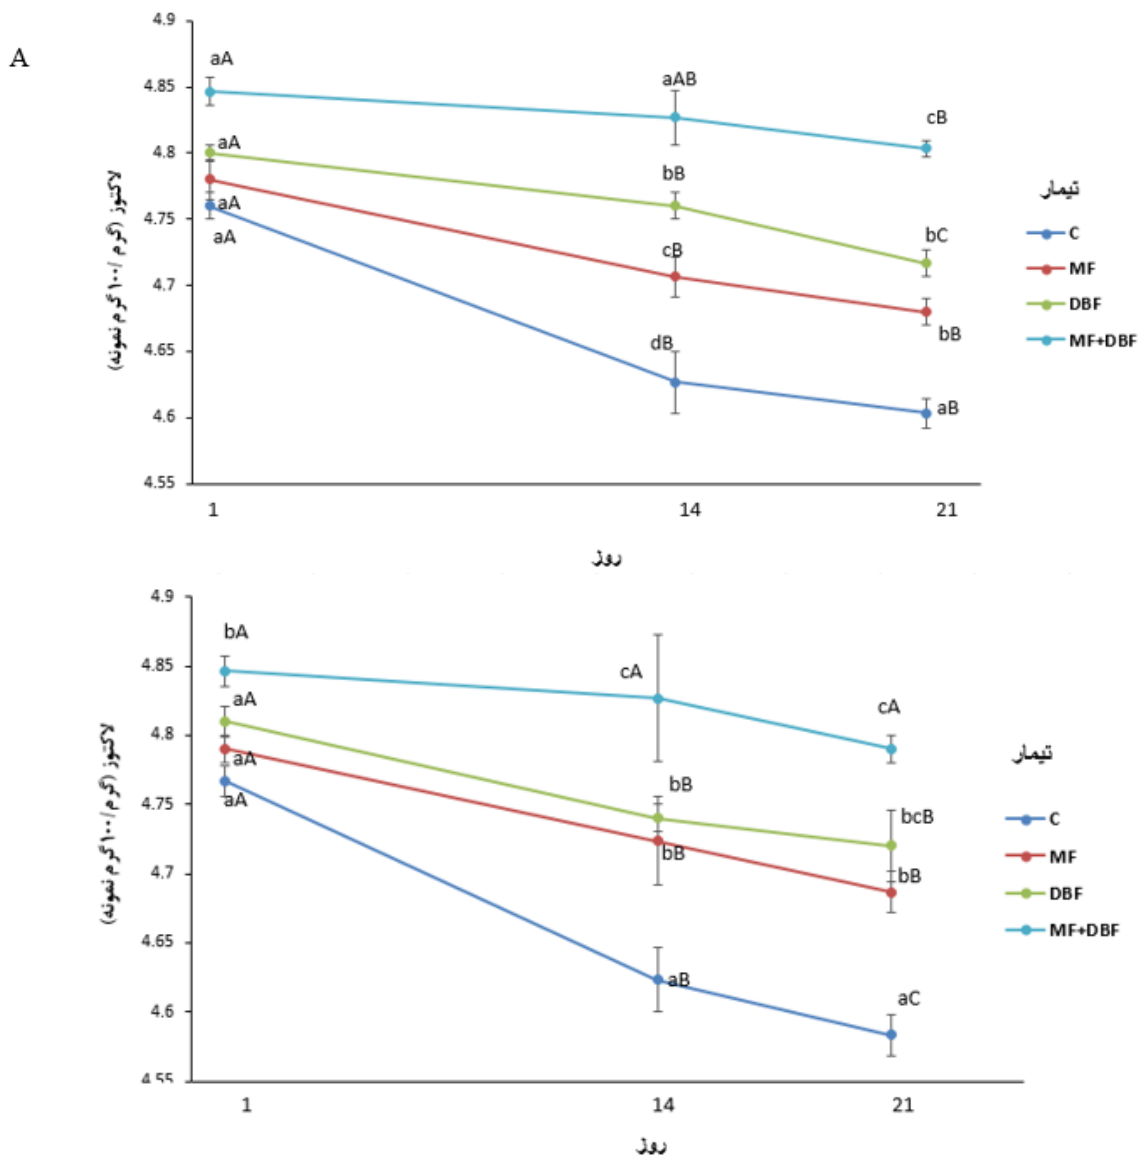 A
4.9
4.85
4.8
4.75
4.7
4.65
4.6
4.55
لاکتوز (گرم /۱۰۰ گرم نمونه)
aA
aAB
cB
aA
bB
bC
aA
cB
bB
aA
dB
aB
1
14
21
روز
تیمار
C
MF
DBF
MF+DBF
4.9
4.85
4.8
4.75
4.7
4.65
4.6
4.55
لاکتوز (گرم/۱۰۰ گرم نمونه)
bA
cA
cA
aA
bB
bcB
aA
bB
bB
aA
aB
aC
1
14
21
روز
تیمار
C
MF
DBF
MF+DBF